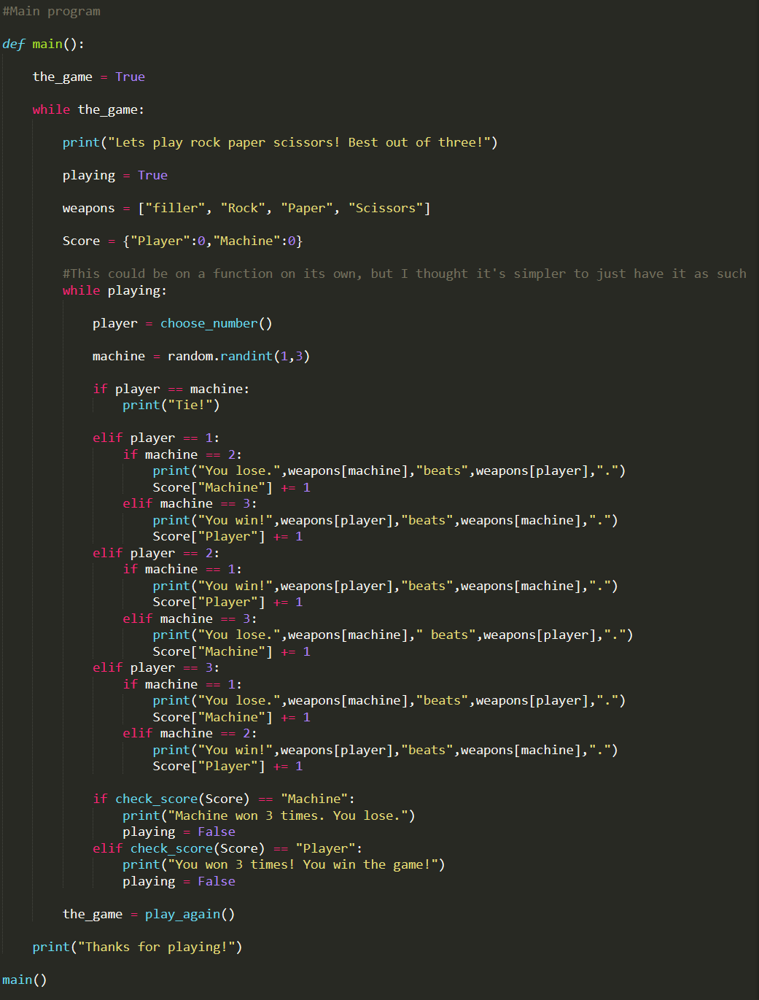 #Main program
def main():
the_game = True
while the_game:
print("Lets play rock paper scissors! Best out of three!")
playing = True
weapons = ["filler", "Rock", "Paper", "Scissors"]
Score = {"Player":0,"Machine":0}
#This could be on a function on its own, but I thought it's simpler to just have it as such
while playing:
player = choose_number()
machine = random.randint(1,3)
if player == machine:
print("Tie!")
elif player == 1:
if machine == 2:
print("You lose.",weapons[machine],"beats",weapons[player],".")
Score["Machine"] += 1
elif machine == 3:
print("You win!",weapons[player],"beats",weapons[machine],".")
Score["Player"] += 1
elif player == 2:
if machine == 1:
print("You win!",weapons[player],"beats",weapons[machine],".")
Score["Player"] += 1
elif machine == 3:
print("You lose.",weapons[machine]," beats",weapons[player],".")
Score["Machine"] += 1
elif player == 3:
if machine == 1:
print("You lose.",weapons[machine],"beats",weapons[player],".")
Score["Machine"] += 1
elif machine == 2:
print("You win!",weapons[player],"beats",weapons[machine],".")
Score["Player"] += 1
if check_score(Score) == "Machine":
print("Machine won 3 times. You lose.")
playing = False
elif check_score(Score) == "Player":
print("You won 3 times! You win the game!")
playing = False
the_game = play_again()
print("Thanks for playing!")
main()